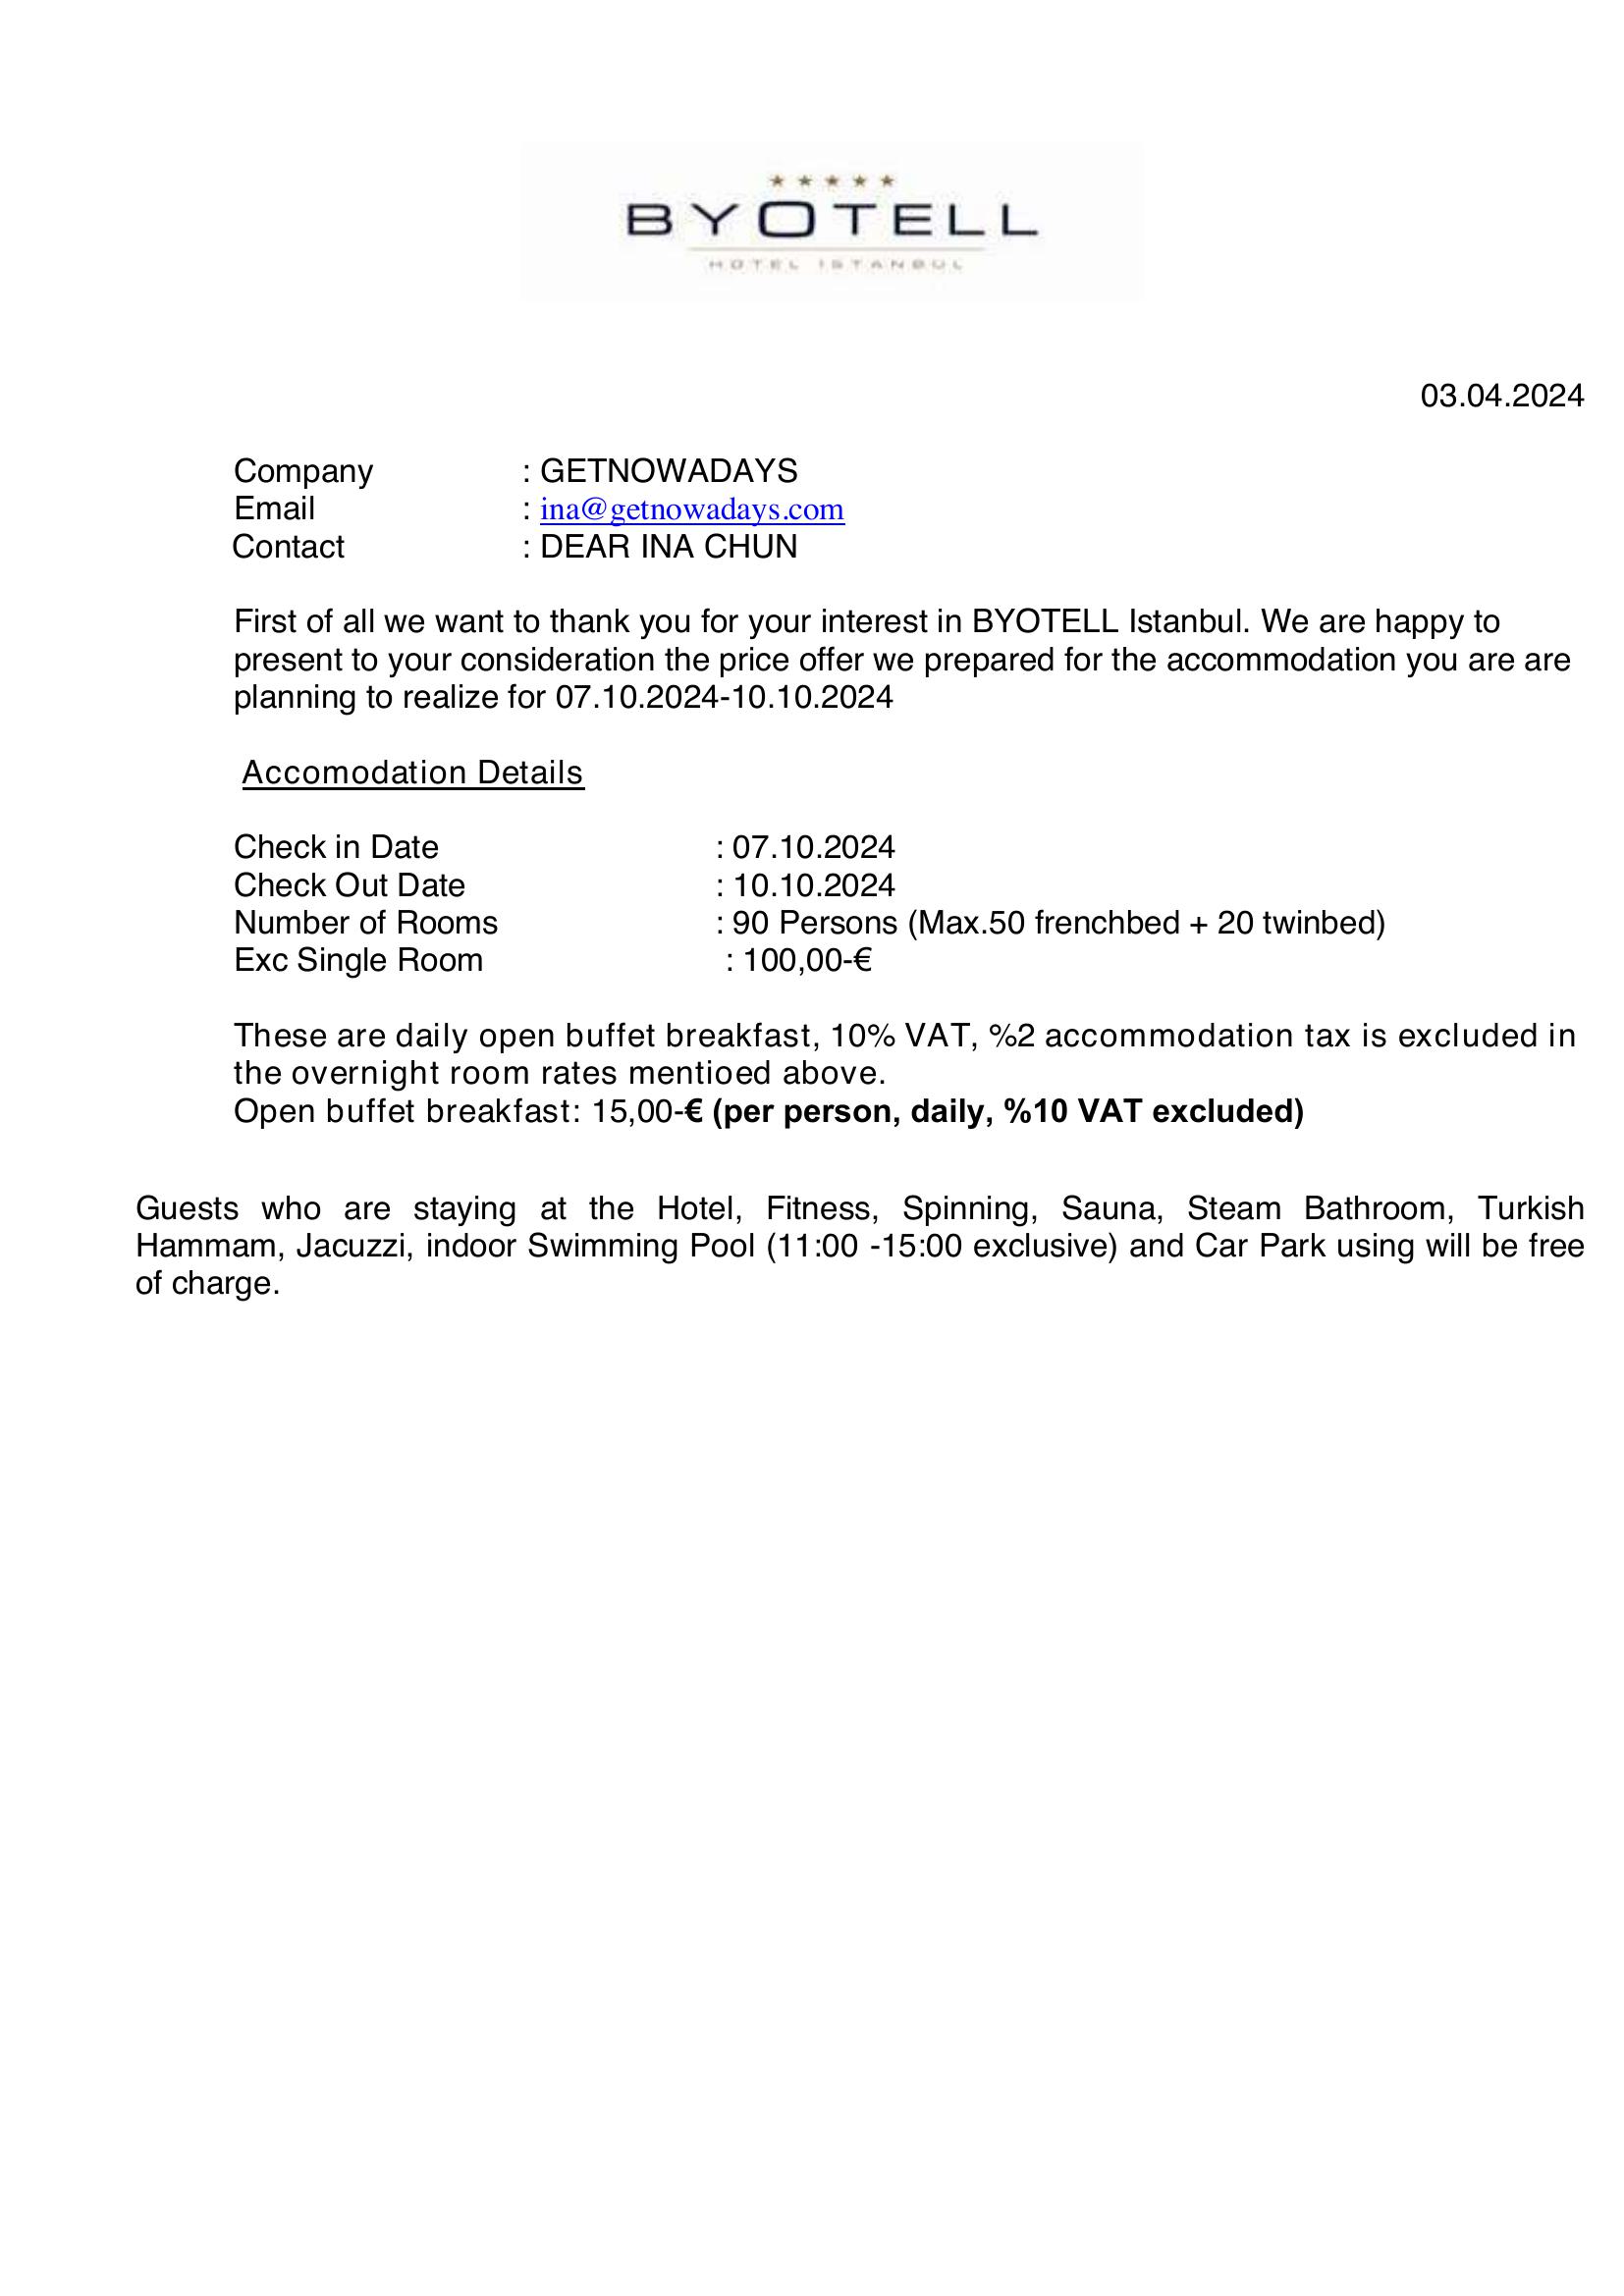 BYOTELL
HOTEL ISTANBUL
03.04.2024
Company : GETNOWADAYS
Email : ina@getnowadays.com
Contact : DEAR INA CHUN
First of all we want to thank you for your interest in BYOTELL Istanbul. We are happy to
present to your consideration the price offer we prepared for the accommodation you are are
planning to realize for 07.10.2024-10.10.2024
Accomodation Details
Check in Date : 07.10.2024
Check Out Date : 10.10.2024
Number of Rooms : 90 Persons (Max.50 frenchbed + 20 twinbed)
Exc Single Room : 100,00-€
These are daily open buffet breakfast, 10% VAT, %2 accommodation tax is excluded in
the overnight room rates mentioed above.
Open buffet breakfast: 15,00-€ (per person, daily, %10 VAT excluded)
Guests who are staying at the Hotel, Fitness, Spinning, Sauna, Steam Bathroom, Turkish
Hammam, Jacuzzi, indoor Swimming Pool (11:00 -15:00 exclusive) and Car Park using will be free
of charge.